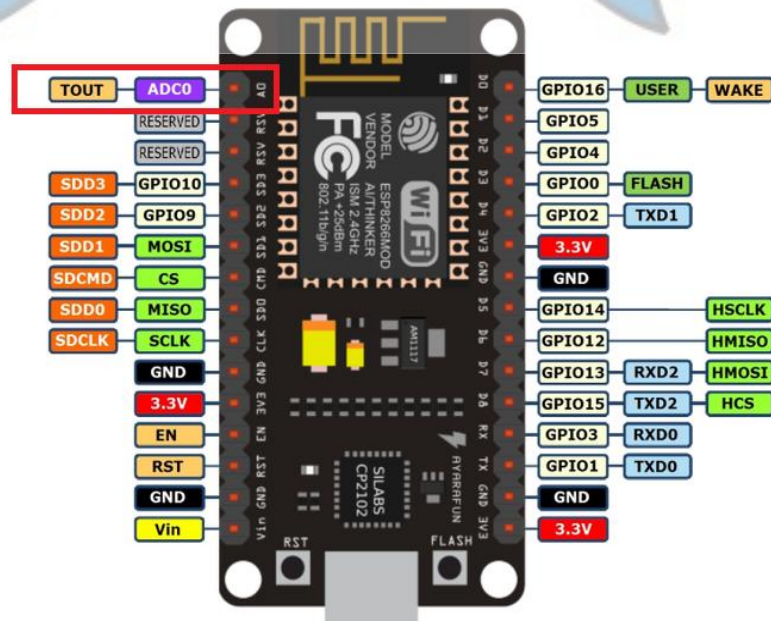 TOUT ADC0 A0 D0 GPIO16 USER WAKE
RESERVED RSV D1 GPIO5
RESERVED RSV D2 GPIO4
SDD3 GPIO10 SD3 D3 GPIO0 FLASH
SDD2 GPIO9 SD2 D4 GPIO2 TXD1
SDD1 MOSI SD1 3V3 3.3V
SDCMD CS CMD GND GND
SDD0 MISO SD0 D5 GPIO14 HSCLK
SDCLK SCLK CLK D6 GPIO12 HMISO
GND GND D7 GPIO13 RXD2 HMOSI
3.3V 3V3 D8 GPIO15 TXD2 HCS
EN EN RX GPIO3 RXD0
RST RST TX GPIO1 TXD0
GND GND GND GND
Vin Vin 3V3 3.3V
MODEL ESP8266MOD
VENDOR AI/THINKER
ISM 2.4GHz
PA +25dBm
802.11b/g/n
FC
Wi Fi
AM1117
SILABS
CP2102
AYARAFUN
RST
FLASH